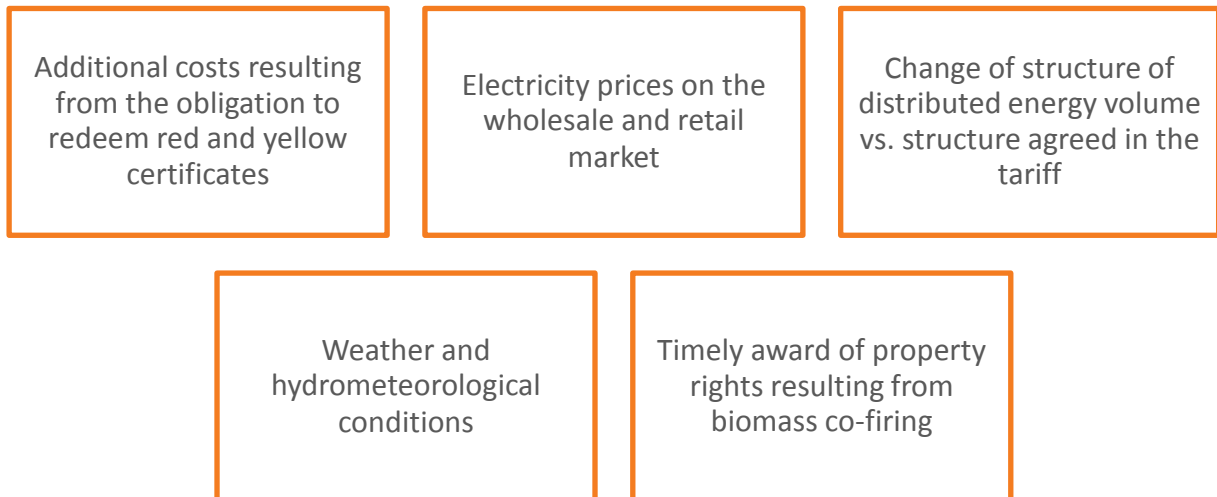 Additional costs resulting
from the obligation to
redeem red and yellow
certificates
Electricity prices on the
wholesale and retail
market
Change of structure of
distributed energy volume
vs. structure agreed in the
tariff
Weather and
hydrometeorological
conditions
Timely award of property
rights resulting from
biomass co-firing